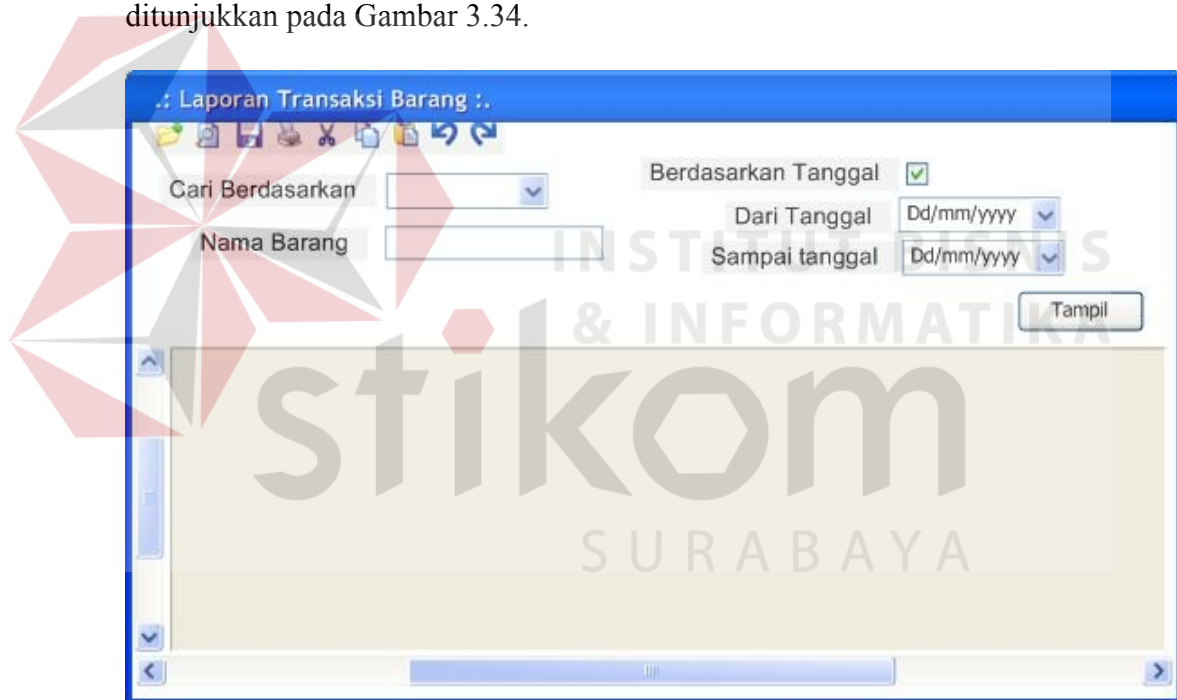 ditunjukkan pada Gambar 3.34.
.: Laporan Transaksi Barang :.
Cari Berdasarkan
Nama Barang
Berdasarkan Tanggal
Dari Tanggal Dd/mm/yyyy
Sampai tanggal Dd/mm/yyyy
Tampil
INSTITUT BISNIS
& INFORMATIKA
stikom
SURABAYA